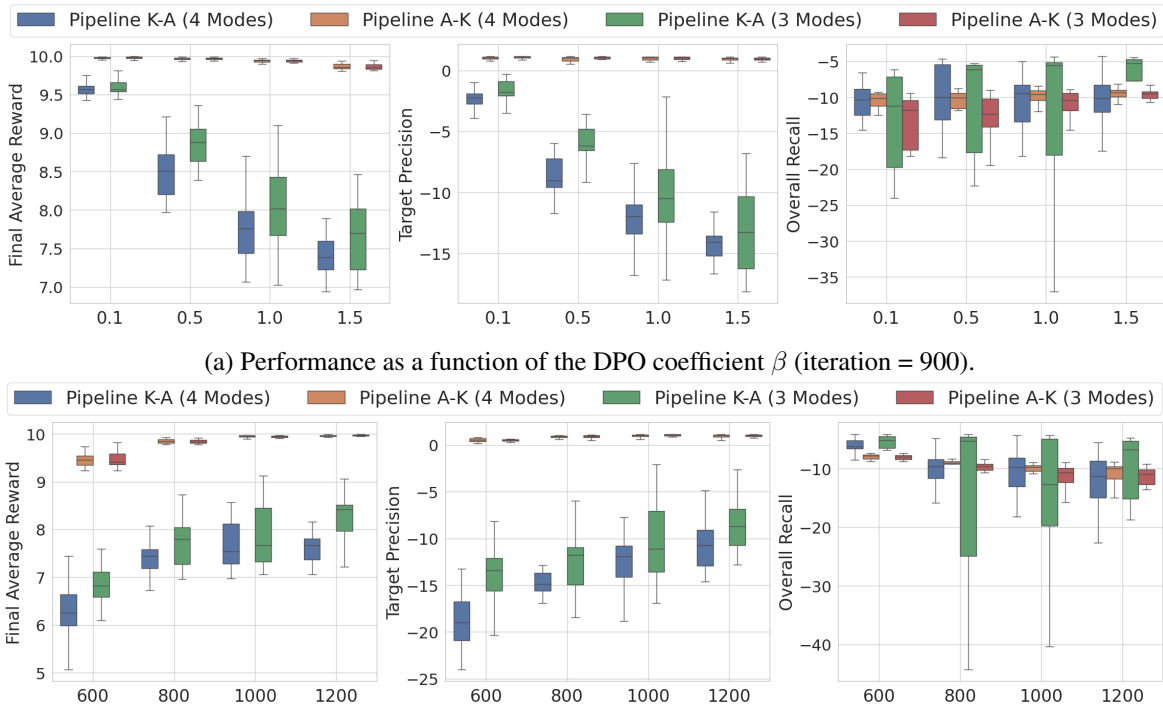 Pipeline K-A (4 Modes) Pipeline A-K (4 Modes) Pipeline K-A (3 Modes) Pipeline A-K (3 Modes)
Final Average Reward
10.0
9.5
9.0
8.5
8.0
7.5
7.0
0.1 0.5 1.0 1.5
Target Precision
0
−5
−10
−15
0.1 0.5 1.0 1.5
Overall Recall
−5
−10
−15
−20
−25
−30
−35
0.1 0.5 1.0 1.5
(a) Performance as a function of the DPO coefficient β (iteration = 900).
Pipeline K-A (4 Modes) Pipeline A-K (4 Modes) Pipeline K-A (3 Modes) Pipeline A-K (3 Modes)
Final Average Reward
10
9
8
7
6
5
600 800 1000 1200
Target Precision
0
−5
−10
−15
−20
−25
600 800 1000 1200
Overall Recall
−10
−20
−30
−40
600 800 1000 1200